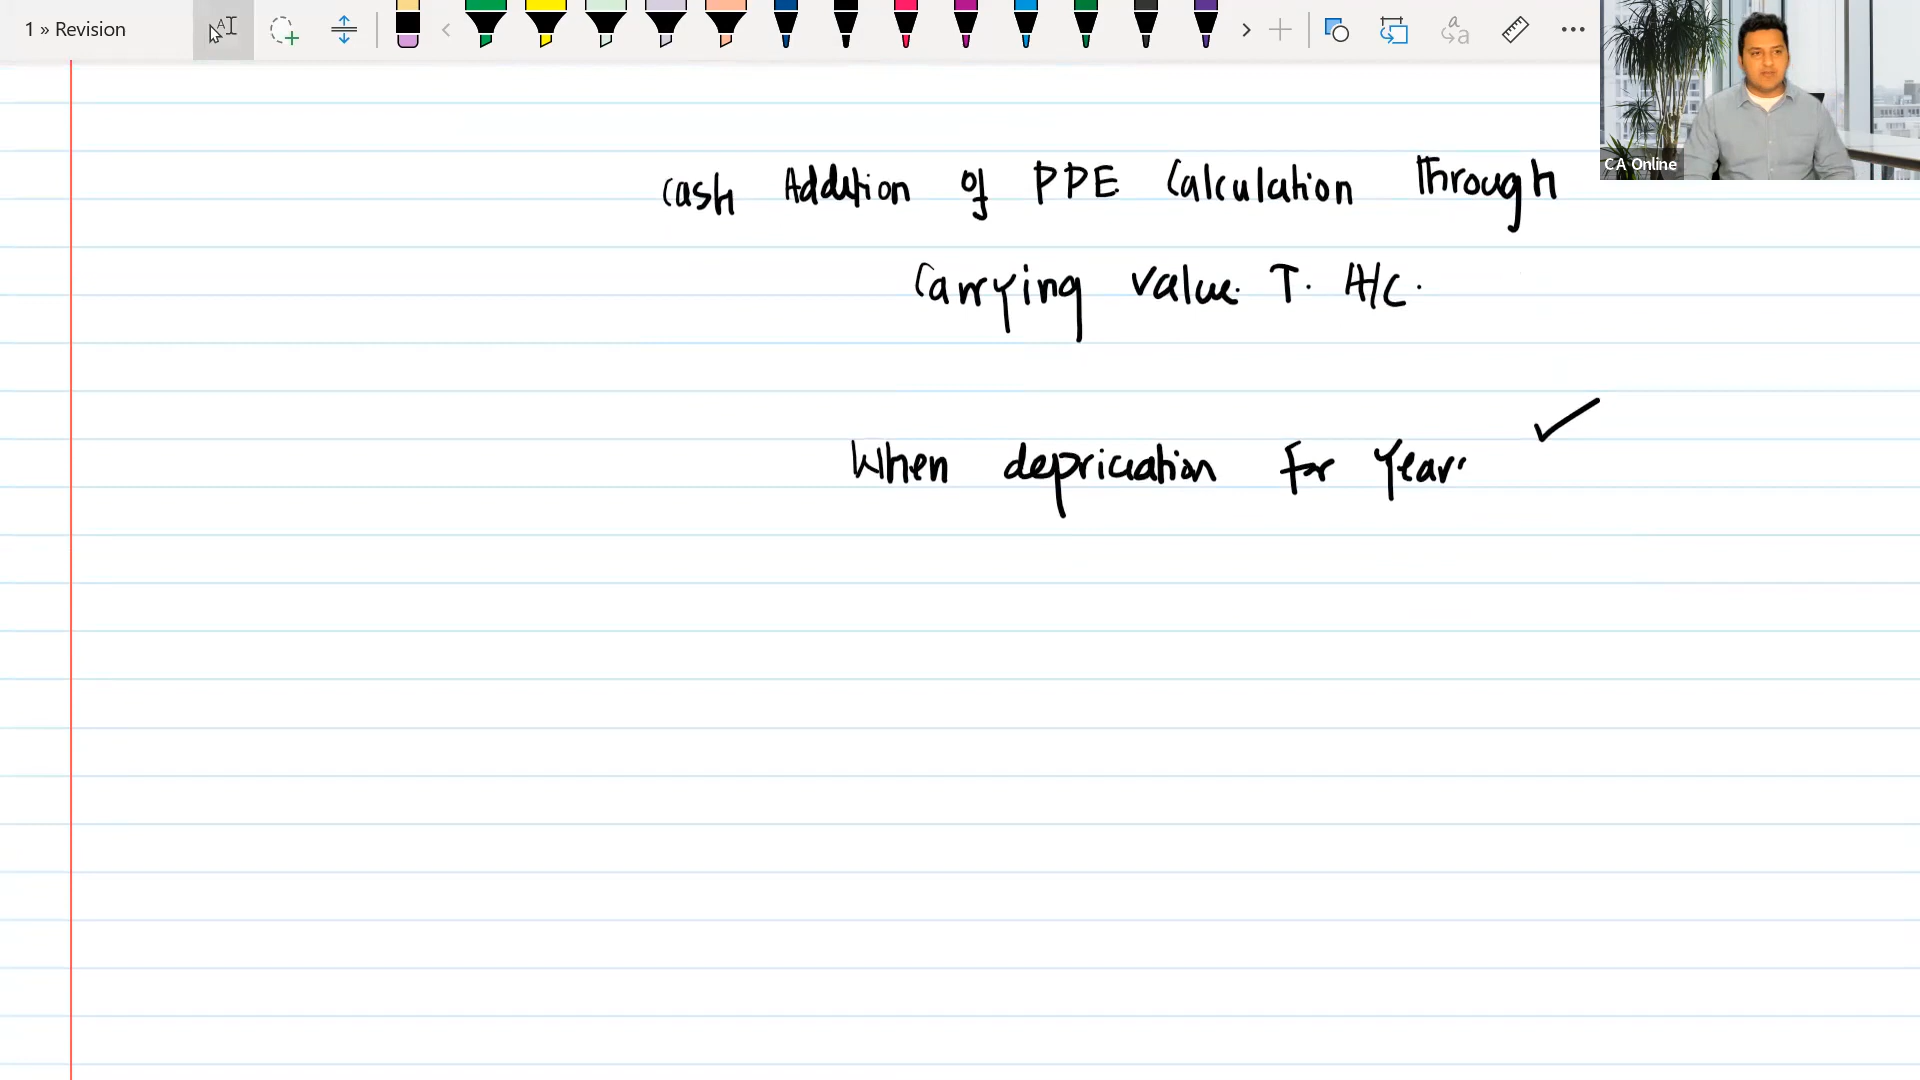 1 » Revision
CA Online
Cash Addition of PPE Calculation Through
Carrying value. T. A/C.
When depriciation for Year